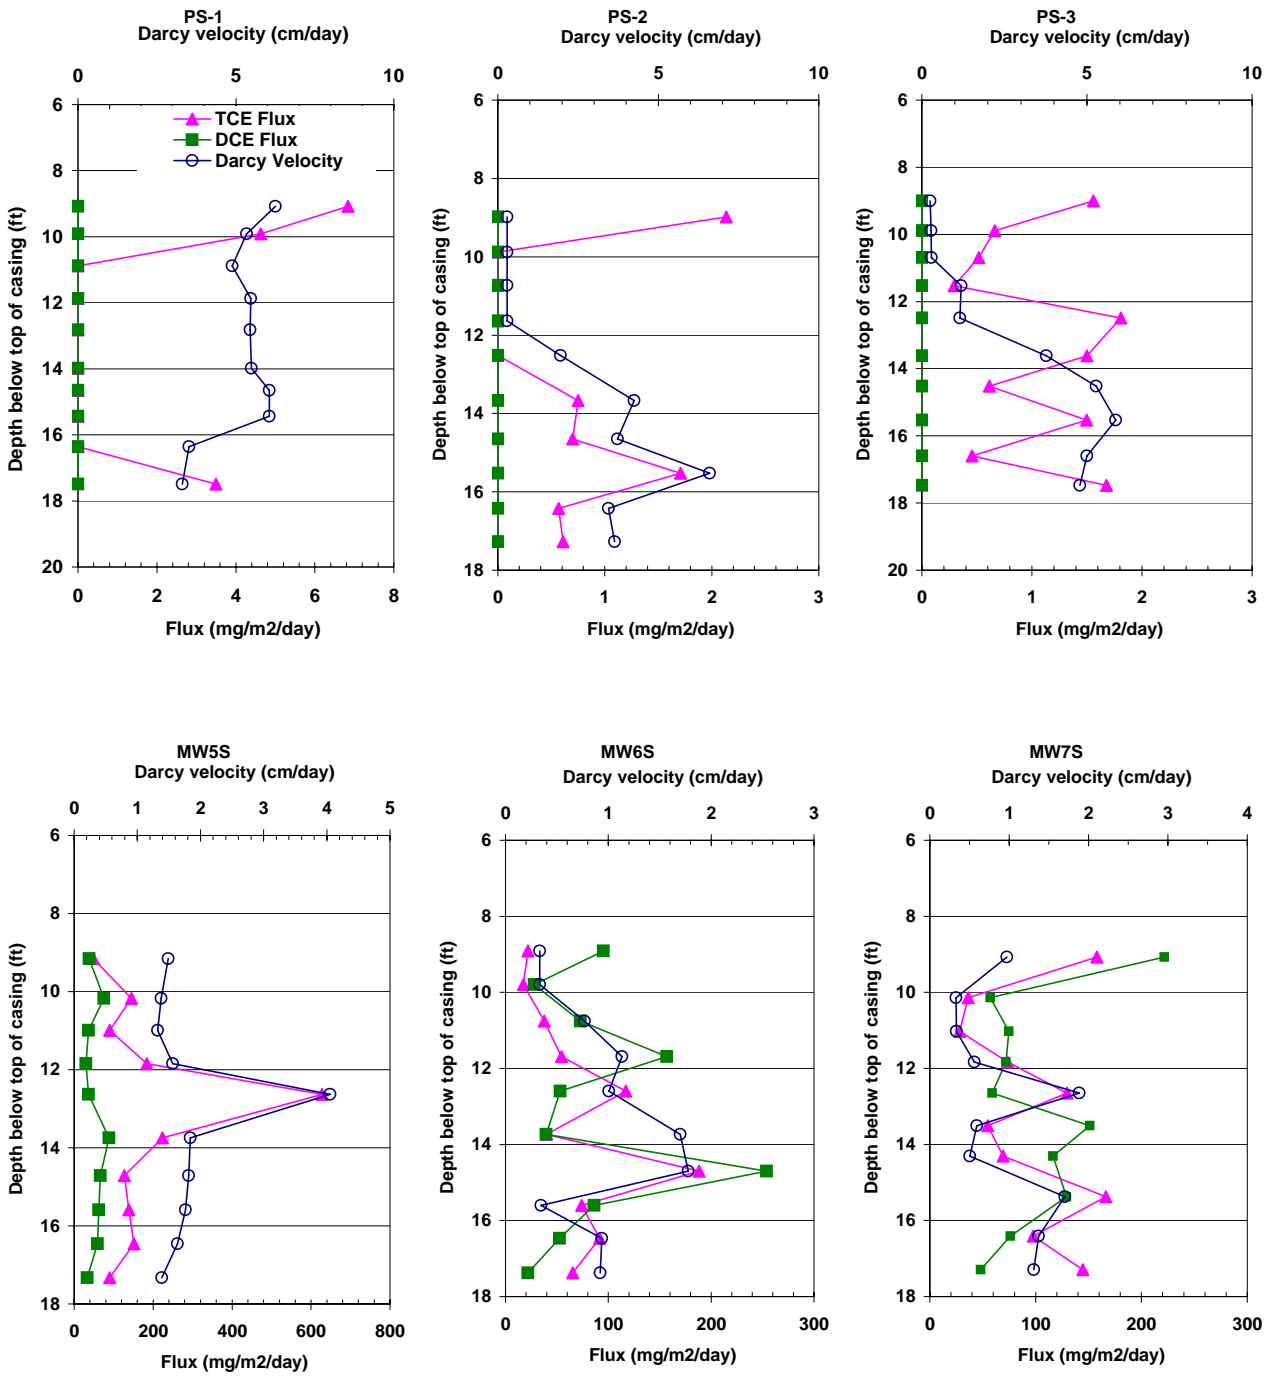 PS-1
Darcy velocity (cm/day)
0 5 10
6
8
10
12
14
16
18
20
Depth below top of casing (ft)
TCE Flux
DCE Flux
Darcy Velocity
0 2 4 6 8
Flux (mg/m2/day)
PS-2
Darcy velocity (cm/day)
0 5 10
6
8
10
12
14
16
18
Depth below top of casing (ft)
0 1 2 3
Flux (mg/m2/day)
PS-3
Darcy velocity (cm/day)
0 5 10
6
8
10
12
14
16
18
20
Depth below top of casing (ft)
0 1 2 3
Flux (mg/m2/day)
MW5S
Darcy velocity (cm/day)
0 1 2 3 4 5
6
8
10
12
14
16
18
Depth below top of casing (ft)
0 200 400 600 800
Flux (mg/m2/day)
MW6S
Darcy velocity (cm/day)
0 1 2 3
6
8
10
12
14
16
18
Depth below top of casing (ft)
0 100 200 300
Flux (mg/m2/day)
MW7S
Darcy velocity (cm/day)
0 1 2 3 4
6
8
10
12
14
16
18
Depth below top of casing (ft)
0 100 200 300
Flux (mg/m2/day)